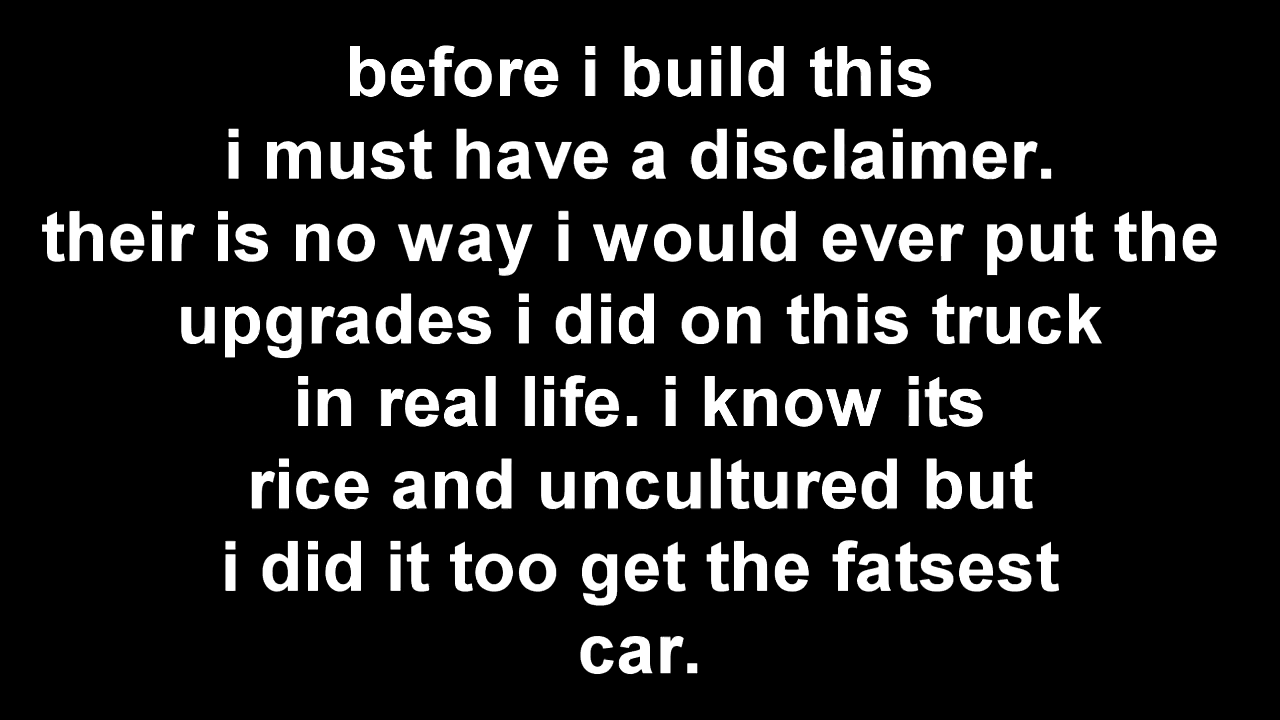 before i build this
i must have a disclaimer.
their is no way i would ever put the
upgrades i did on this truck
in real life. i know its
rice and uncultured but
i did it too get the fatsest
car.